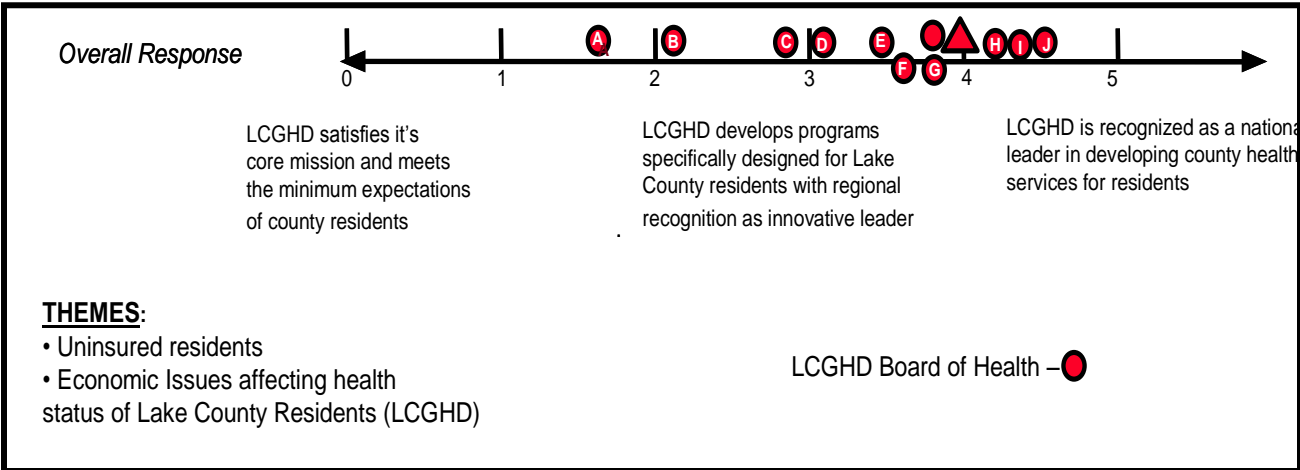 Overall Response
A B C D E F G H I J
0 1 2 3 4 5
LCGHD satisfies it's
core mission and meets
the minimum expectations
of county residents
LCGHD develops programs
specifically designed for Lake
County residents with regional
recognition as innovative leader
.
LCGHD is recognized as a nationa
leader in developing county health
services for residents
THEMES:
• Uninsured residents
• Economic Issues affecting health
status of Lake County Residents (LCGHD)
LCGHD Board of Health –